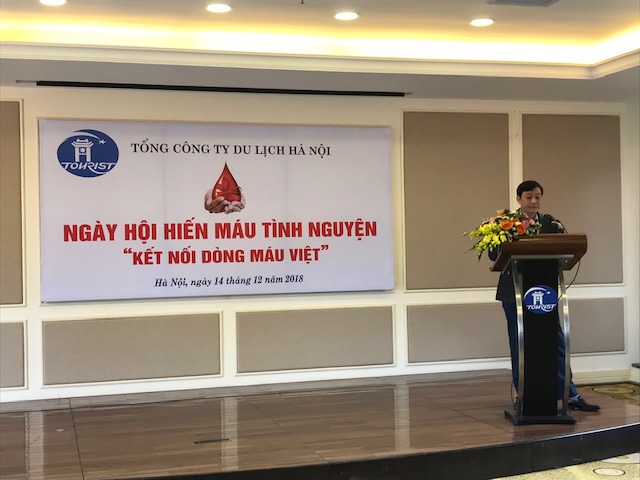 TOURIST
TỔNG CÔNG TY DU LỊCH HÀ NỘI
NGÀY HỘI HIẾN MÁU TÌNH NGUYỆN
“KẾT NỐI DÒNG MÁU VIỆT”
Hà Nội, ngày 14 tháng 12 năm 2018
TOURIST